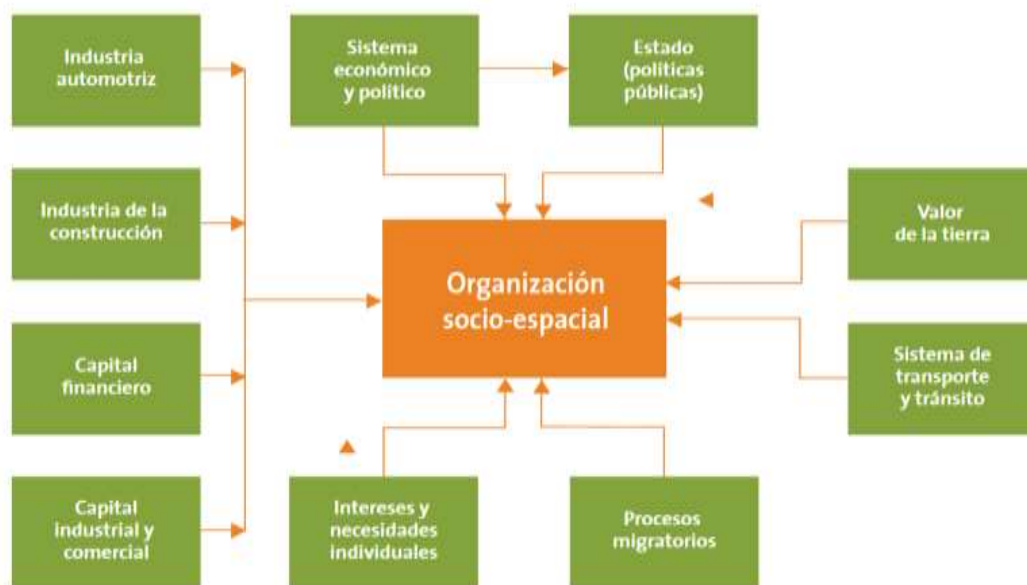 Industria
automotriz
Sistema
económico
y político
Estado
(políticas
públicas)
Industria de la
construcción
Valor
de la tierra
Organización
socio-espacial
Capital
financiero
Sistema de
transporte
y tránsito
Capital
industrial y
comercial
Intereses y
necesidades
individuales
Procesos
migratorios